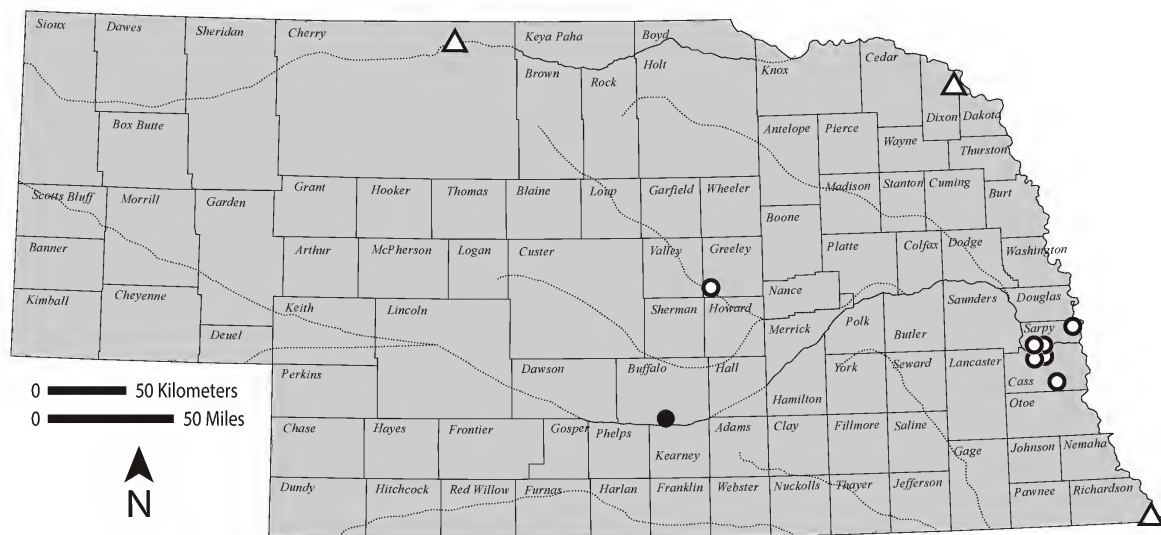 Sioux Dawes Sheridan Cherry Keya Paha Boyd
Brown Rock Holt Knox Cedar
Dixon Dakota
Box Butte Antelope Pierce Wayne Thurston
Grant Hooker Thomas Blaine Loup Garfield Wheeler Madison Stanton Cuming Burt
Scotts Bluff Morrill Garden Boone
Banner Arthur McPherson Logan Custer Valley Greeley Platte Colfax Dodge Washington
Kimball Cheyenne Keith Lincoln Sherman Howard Nance Saunders Douglas
Deuel Merrick Polk Butler Sarpy
Perkins Dawson Buffalo Hall York Seward Lancaster Cass
0 50 Kilometers
Hamilton Otoe
0 50 Miles
Chase Hayes Frontier Gosper Phelps Kearney Adams Clay Fillmore Saline Gage Johnson Nemaha
Dundy Hitchcock Red Willow Furnas Harlan Franklin Webster Nuckolls Thayer Jefferson Pawnee Richardson
N